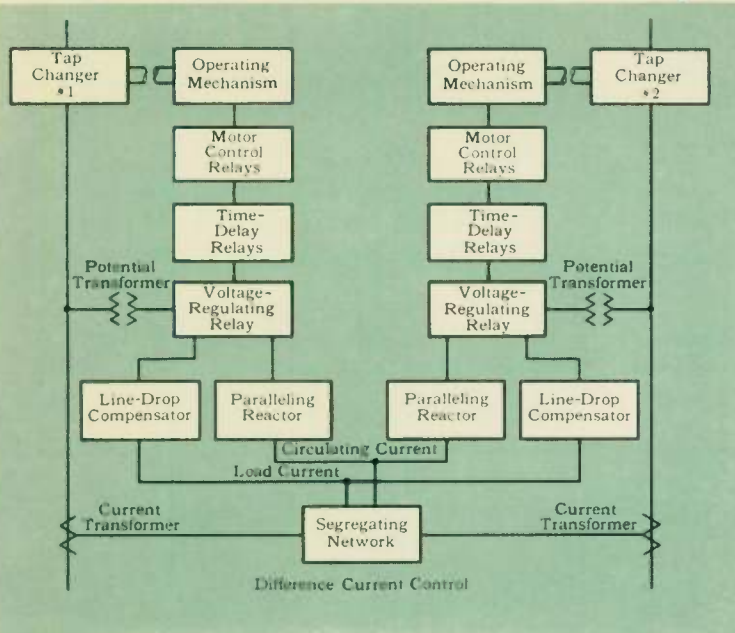 Tap
Changer
#1
Operating
Mechanism
Operating
Mechanism
Tap
Changer
#2
Motor
Control
Relays
Motor
Control
Relays
Time-
Delay
Relays
Time-
Delay
Relays
Potential
Transformer
Voltage-
Regulating
Relay
Voltage-
Regulating
Relay
Potential
Transformer
Line-Drop
Compensator
Paralleling
Reactor
Paralleling
Reactor
Line-Drop
Compensator
Circulating Current
Load Current
Current
Transformer
Segregating
Network
Current
Transformer
Difference Current Control